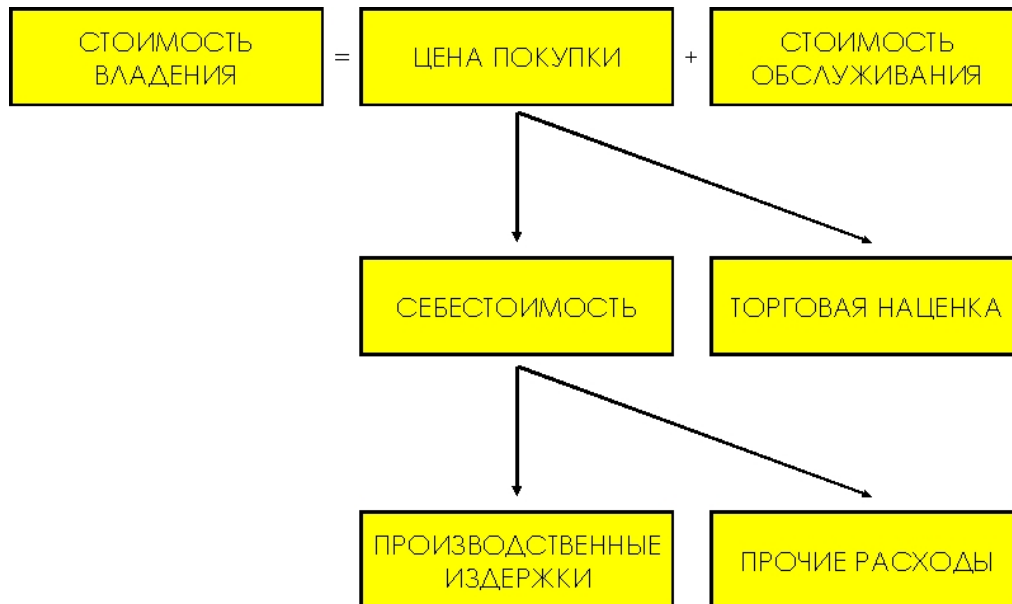 СТОИМОСТЬ ВЛАДЕНИЯ = ЦЕНА ПОКУПКИ + СТОИМОСТЬ ОБСЛУЖИВАНИЯ
СЕБЕСТОИМОСТЬ ТОРГОВАЯ НАЦЕНКА
ПРОИЗВОДСТВЕННЫЕ ИЗДЕРЖКИ ПРОЧИЕ РАСХОДЫ